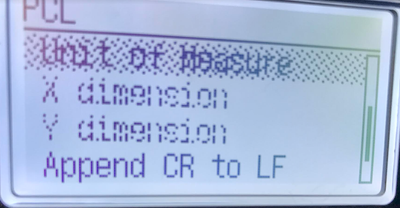 PCL
Unit of Measure
X dimension
Y dimension
Append CR to LF